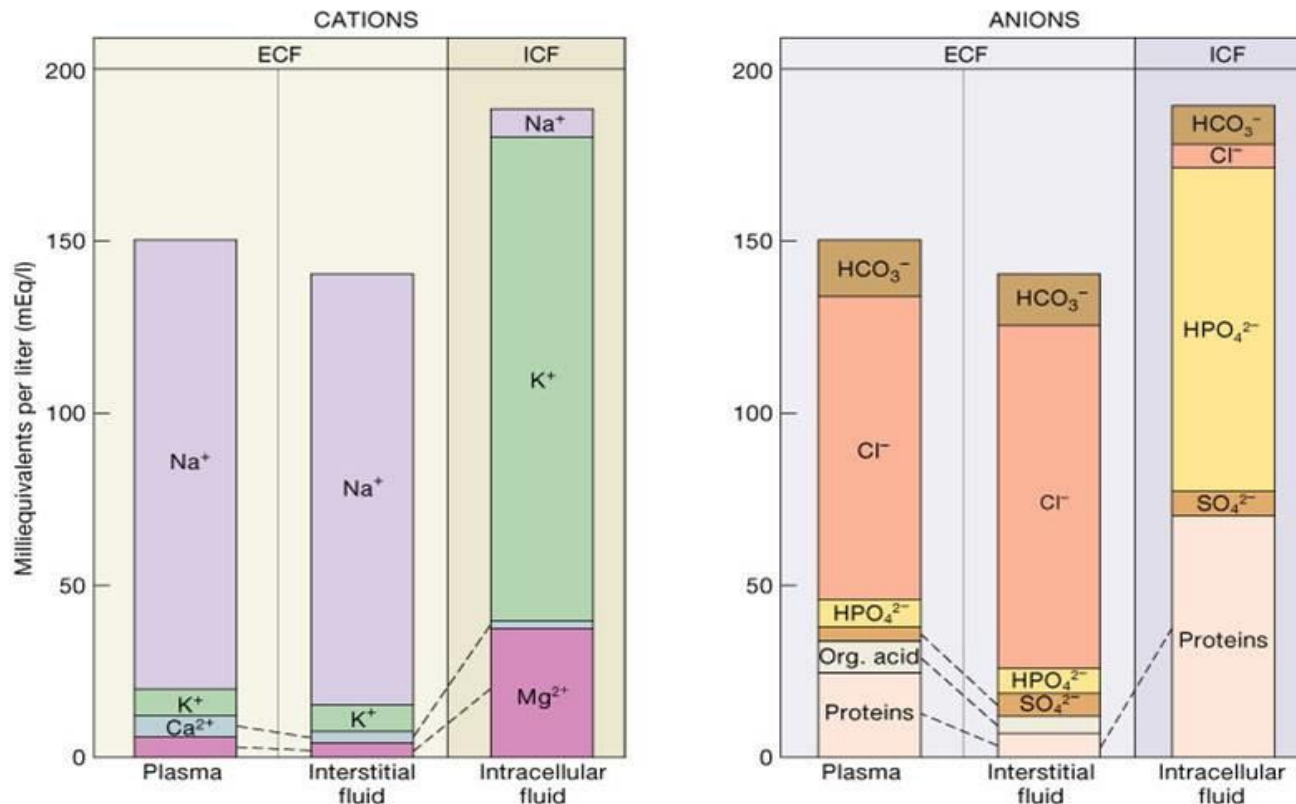 CATIONS
ECF ICF
Milliequivalents per liter (mEq/l)
200
150
100
50
0
Na⁺
K⁺
Ca²⁺
Na⁺
K⁺
Na⁺
K⁺
Mg²⁺
Plasma
Interstitial
fluid
Intracellular
fluid
ANIONS
ECF ICF
200
150
100
50
0
HCO₃⁻
Cl⁻
HPO₄²⁻
Org. acid
Proteins
HCO₃⁻
Cl⁻
HPO₄²⁻
SO₄²⁻
HCO₃⁻
Cl⁻
HPO₄²⁻
SO₄²⁻
Proteins
Plasma
Interstitial
fluid
Intracellular
fluid